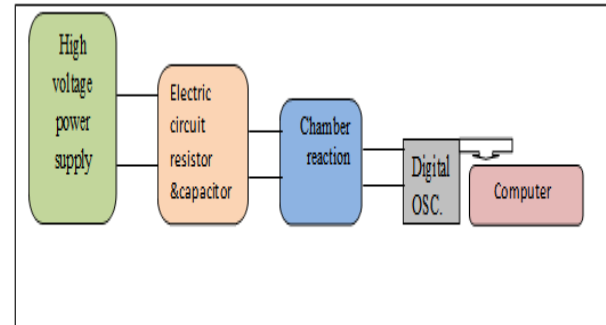 High
voltage
power
supply
Electric
circuit
resistor
&capacitor
Chamber
reaction
Digital
OSC.
Computer